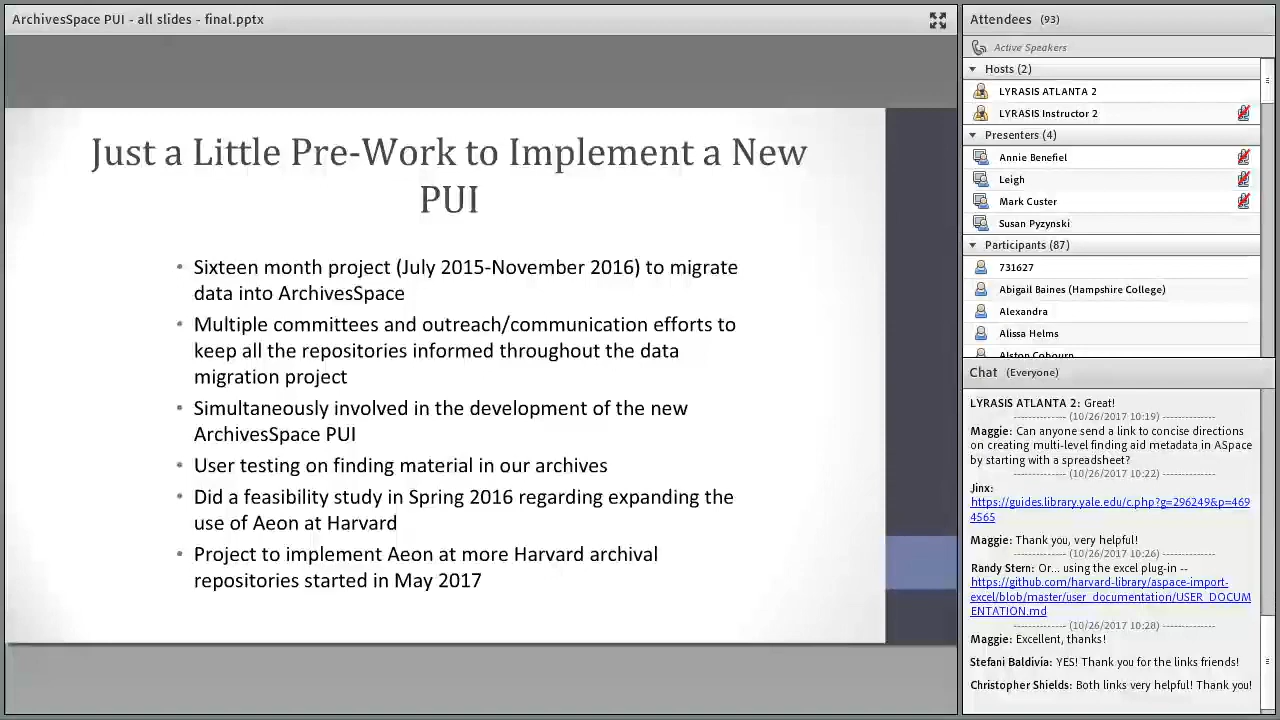 ArchivesSpace PUI - all slides - final.pptx
Just a Little Pre-Work to Implement a New
PUI
• Sixteen month project (July 2015-November 2016) to migrate
data into ArchivesSpace
• Multiple committees and outreach/communication efforts to
keep all the repositories informed throughout the data
migration project
• Simultaneously involved in the development of the new
ArchivesSpace PUI
• User testing on finding material in our archives
• Did a feasibility study in Spring 2016 regarding expanding the
use of Aeon at Harvard
• Project to implement Aeon at more Harvard archival
repositories started in May 2017
Attendees (93)
Active Speakers
Hosts (2)
LYRASIS ATLANTA 2
LYRASIS Instructor 2
Presenters (4)
Annie Benefiel
Leigh
Mark Custer
Susan Pyzynski
Participants (87)
731627
Abigail Baines (Hampshire College)
Alexandra
Alissa Helms
Alston Cobourn
Chat (Everyone)
LYRASIS ATLANTA 2: Great!
-------------- (10/26/2017 10:19) --------------
Maggie: Can anyone send a link to concise directions
on creating multi-level finding aid metadata in ASpace
by starting with a spreadsheet?
-------------- (10/26/2017 10:22) --------------
Jinx:
https://guides.library.yale.edu/c.php?g=296249&p=469
4565
Maggie: Thank you, very helpful!
-------------- (10/26/2017 10:26) --------------
Randy Stern: Or... using the excel plug-in --
https://github.com/harvard-library/aspace-import-
excel/blob/master/user_documentation/USER_DOCUM
ENTATION.md
-------------- (10/26/2017 10:28) --------------
Maggie: Excellent, thanks!
Stefani Baldivia: YES! Thank you for the links friends!
Christopher Shields: Both links very helpful! Thank you!